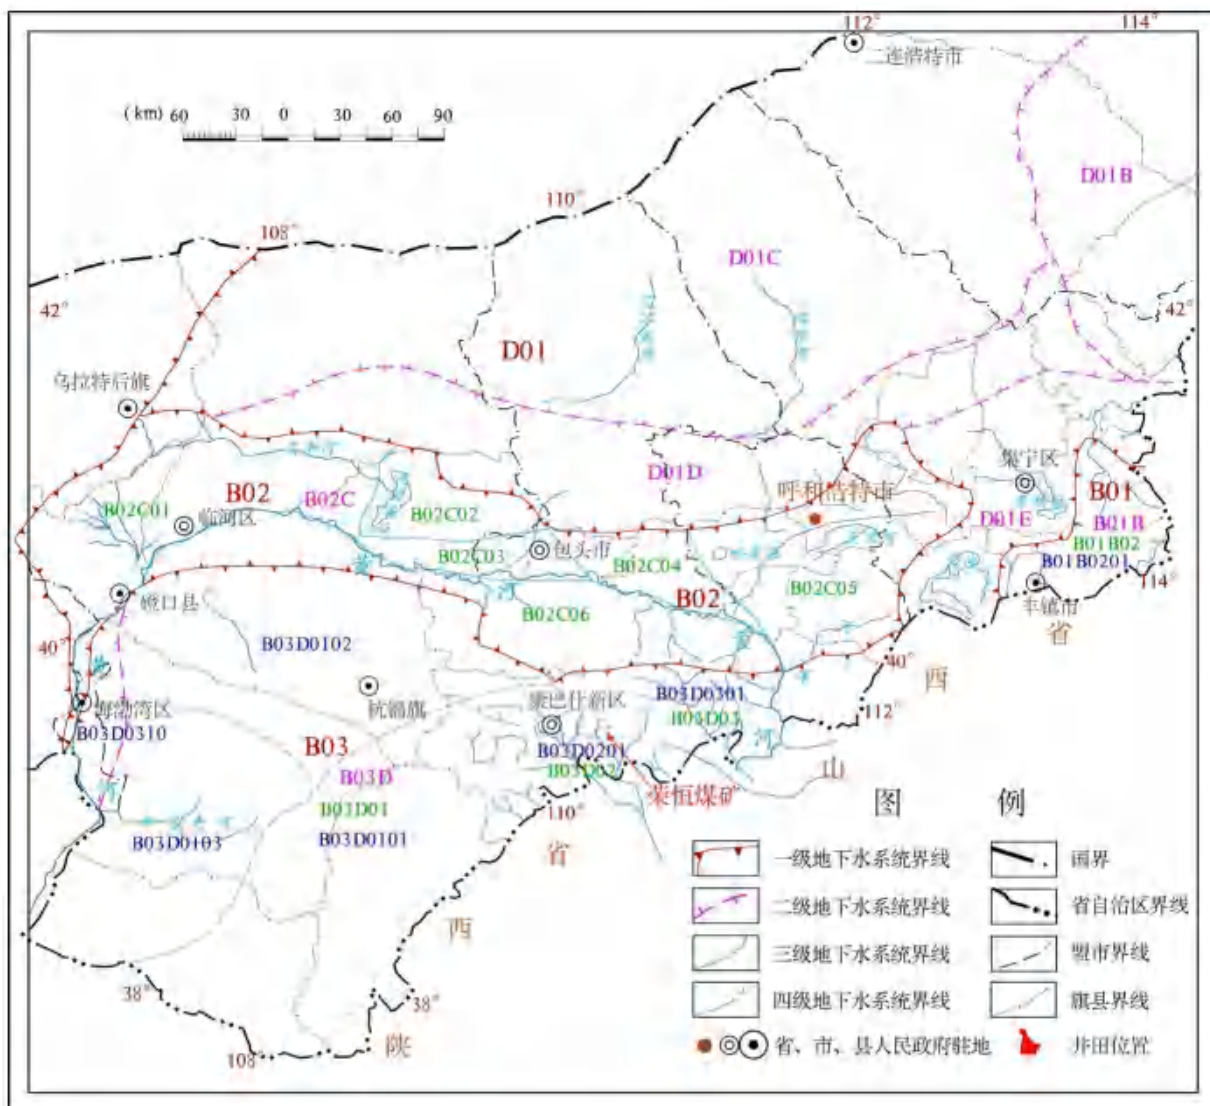 112°
114°
二连浩特市
(km) 60 30 0 30 60 90
D01B
110°
108°
D01C
42°
42°
D01
乌拉特后旗
集宁区
D01D
呼和浩特市
B02
B02C
B01
B02C01
临河区
B02C02
D01E
B01B
B01B02
B02C03
包头市
B02C04
B01B0201
B02C05
114°
磴口县
B02
B02C06
丰镇市
省
40°
B03D0102
40°
西
海渤湾区
杭锦旗
康巴什新区
B03D0301
B03D03
112°
B03D0310
B03
B03D0201
河
B03D
B03D02
山
荣恒煤矿
河
B03D01
110°
图 例
B03D0103
B03D0101
省
一级地下水系统界线
国界
二级地下水系统界线
省自治区界线
西
三级地下水系统界线
盟市界线
38°
38°
四级地下水系统界线
旗县界线
陕
108°
省、市、县人民政府驻地
井田位置